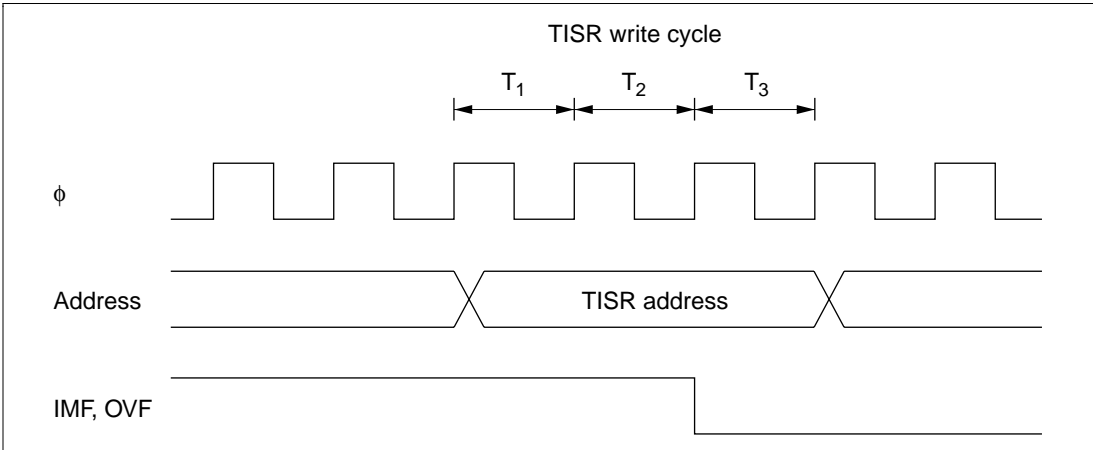 TISR write cycle
T1 T2 T3
ϕ
Address TISR address
IMF, OVF